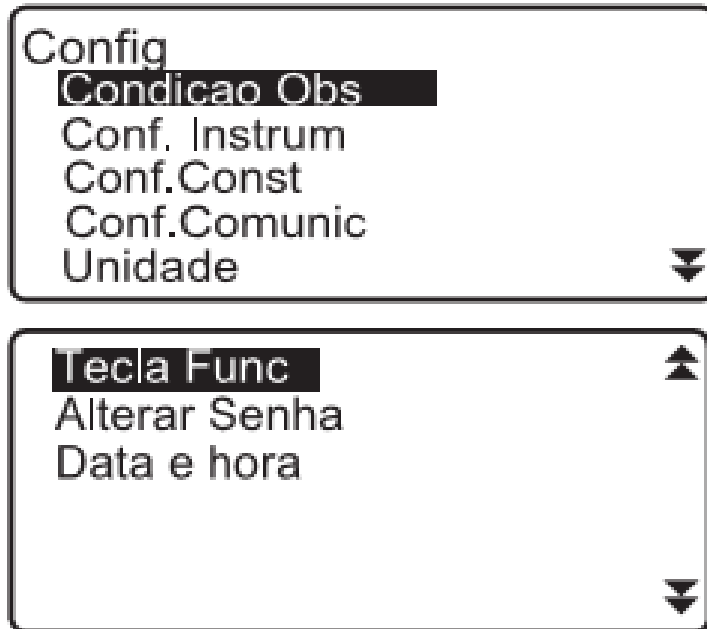 Config
Condicao Obs
Conf. Instrum
Conf.Const
Conf.Comunic
Unidade
Tecla Func
Alterar Senha
Data e hora